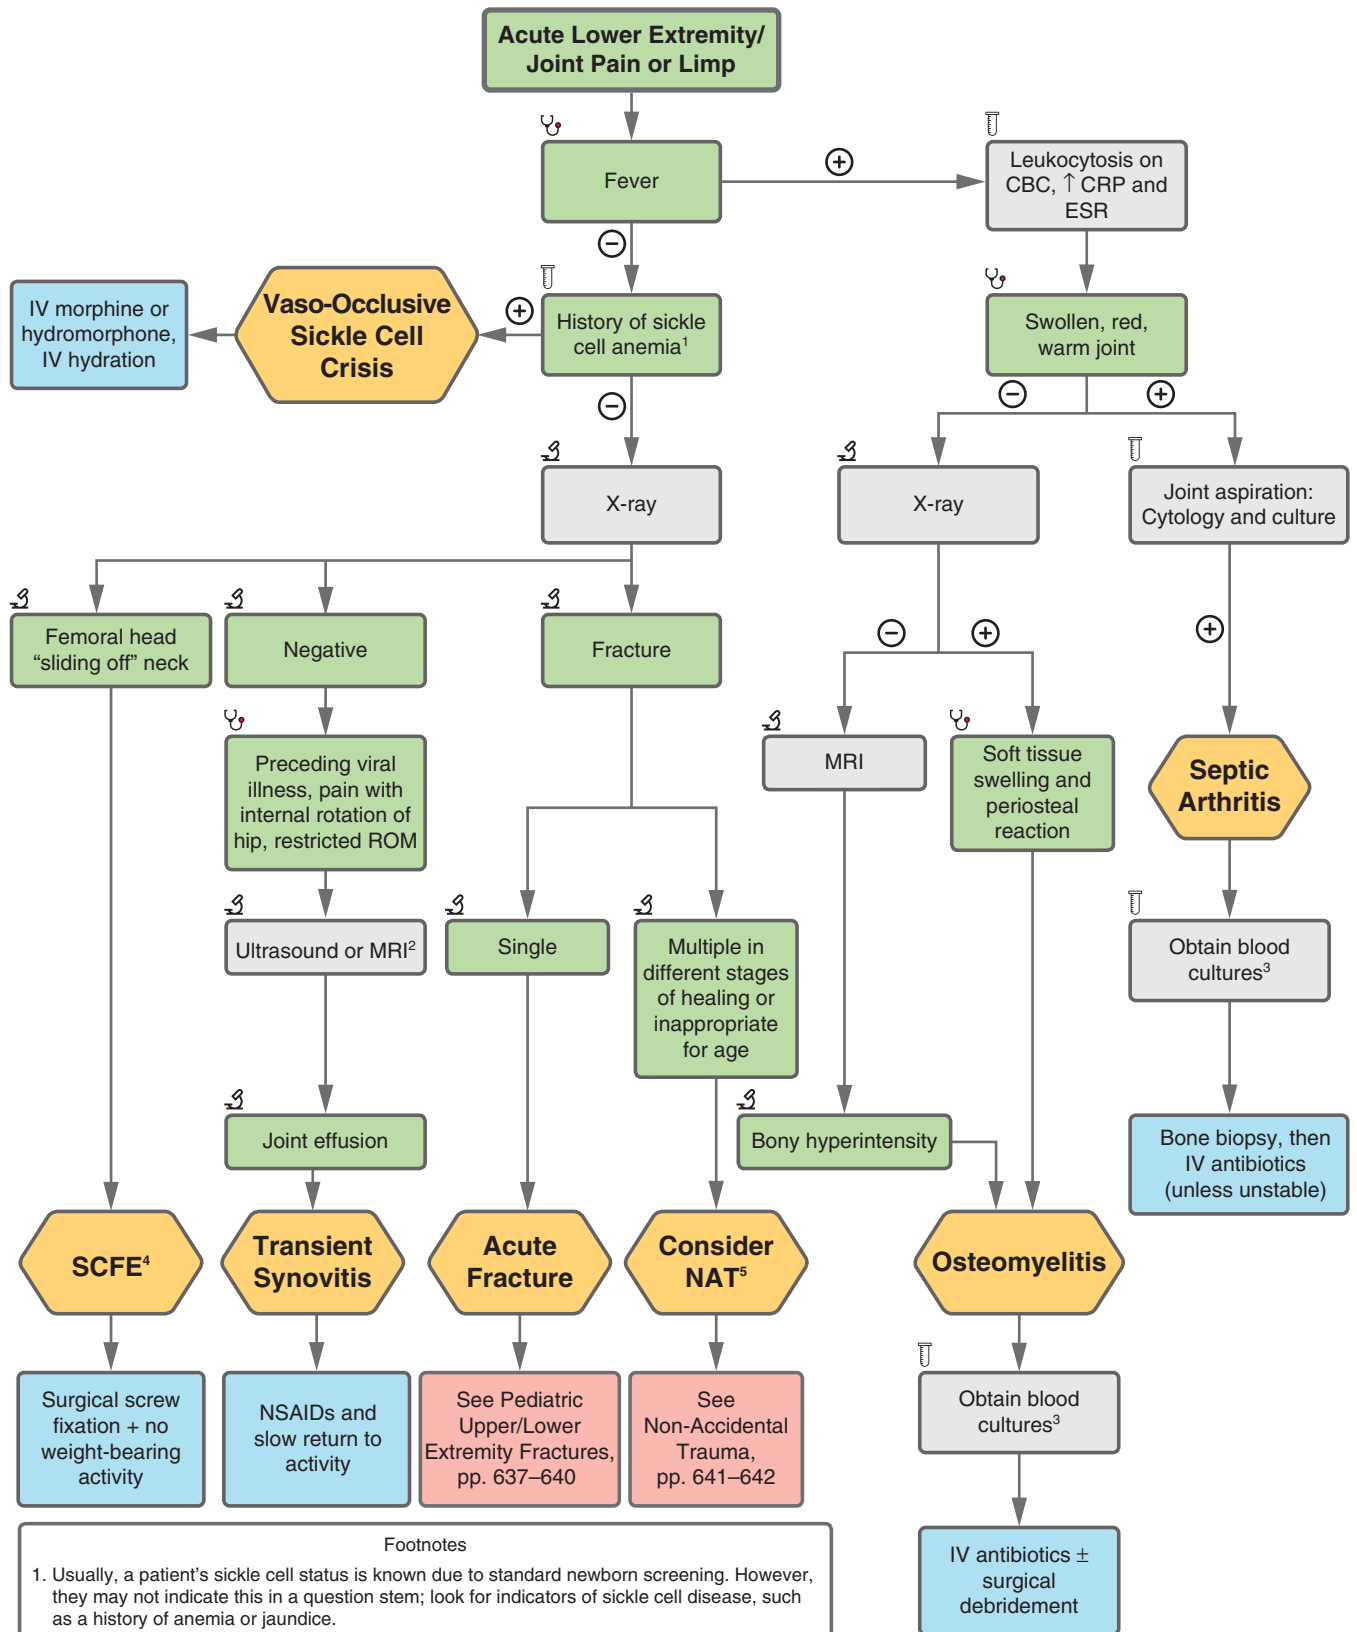 Acute Lower Extremity/
Joint Pain or Limp
Fever
+
Leukocytosis on
CBC, ↑ CRP and
ESR
−
Swollen, red,
warm joint
History of sickle
cell anemia1
+
Vaso-Occlusive
Sickle Cell
Crisis
IV morphine or
hydromorphone,
IV hydration
−
X-ray
−
+
X-ray
Joint aspiration:
Cytology and culture
Femoral head
“sliding off” neck
Negative
Fracture
−
+
+
Preceding viral
illness, pain with
internal rotation of
hip, restricted ROM
MRI
Soft tissue
swelling and
periosteal
reaction
Septic
Arthritis
Ultrasound or MRI2
Single
Multiple in
different stages
of healing or
inappropriate
for age
Obtain blood
cultures3
Joint effusion
Bony hyperintensity
Bone biopsy, then
IV antibiotics
(unless unstable)
SCFE4
Transient
Synovitis
Acute
Fracture
Consider
NAT5
Osteomyelitis
Surgical screw
fixation + no
weight-bearing
activity
NSAIDs and
slow return to
activity
See Pediatric
Upper/Lower
Extremity Fractures,
pp. 637–640
See
Non-Accidental
Trauma,
pp. 641–642
Obtain blood
cultures3
IV antibiotics ±
surgical
debridement
Footnotes
1. Usually, a patient’s sickle cell status is known due to standard newborn screening. However,
they may not indicate this in a question stem; look for indicators of sickle cell disease, such
as a history of anemia or jaundice.